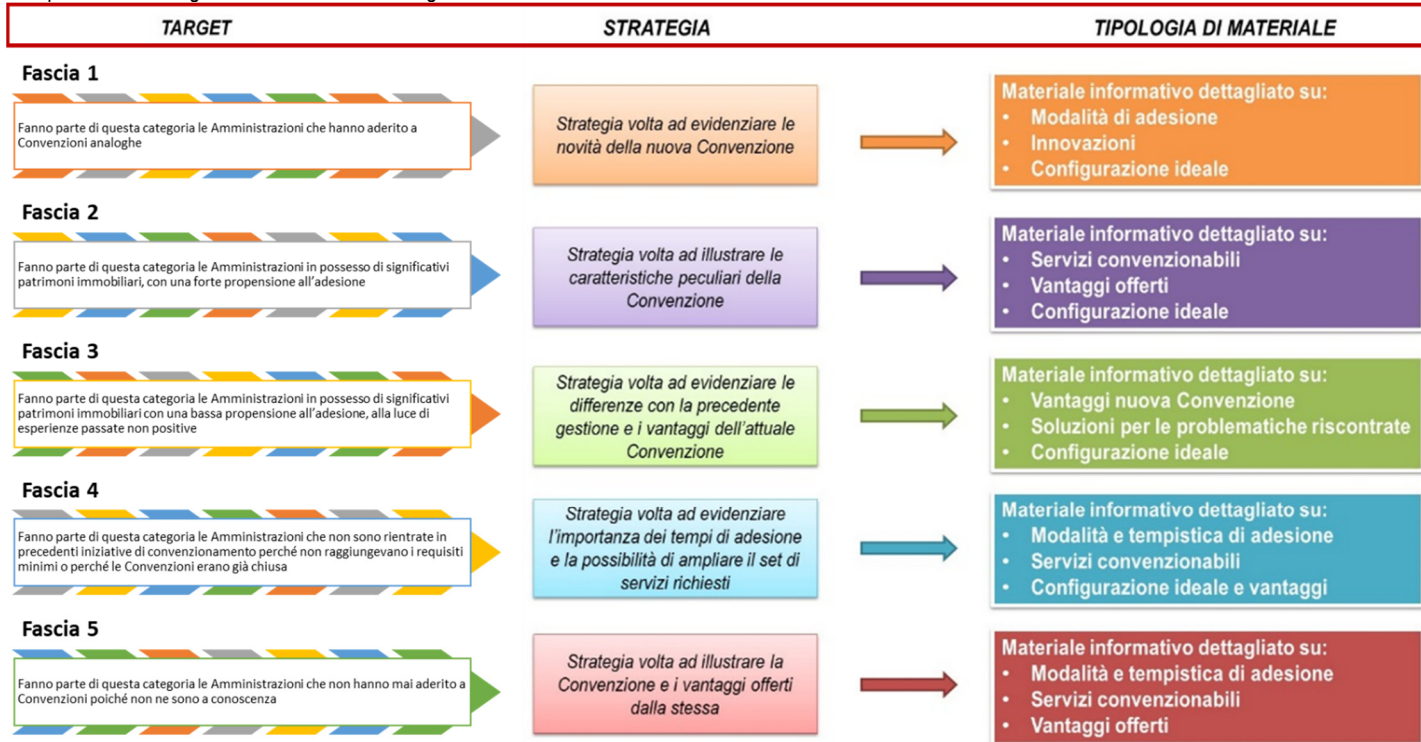 TARGET
STRATEGIA
TIPOLOGIA DI MATERIALE
Fascia 1
Fanno parte di questa categoria le Amministrazioni che hanno aderito a
Convenzioni analoghe
Strategia volta ad evidenziare le
novità della nuova Convenzione
Materiale informativo dettagliato su:
• Modalità di adesione
• Innovazioni
• Configurazione ideale
Fascia 2
Fanno parte di questa categoria le Amministrazioni in possesso di significativi
patrimoni immobiliari, con una forte propensione all'adesione
Strategia volta ad illustrare le
caratteristiche peculiari della
Convenzione
Materiale informativo dettagliato su:
• Servizi convenzionabili
• Vantaggi offerti
• Configurazione ideale
Fascia 3
Fanno parte di questa categoria le Amministrazioni in possesso di significativi
patrimoni immobiliari con una bassa propensione all'adesione, alla luce di
esperienze passate non positive
Strategia volta ad evidenziare le
differenze con la precedente
gestione e i vantaggi dell'attuale
Convenzione
Materiale informativo dettagliato su:
• Vantaggi nuova Convenzione
• Soluzioni per le problematiche riscontrate
• Configurazione ideale
Fascia 4
Fanno parte di questa categoria le Amministrazioni che non sono rientrate in
precedenti iniziative di convenzionamento perché non raggiungevano i requisiti
minimi o perché le Convenzioni erano già chiusa
Strategia volta ad evidenziare
l'importanza dei tempi di adesione
e la possibilità di ampliare il set di
servizi richiesti
Materiale informativo dettagliato su:
• Modalità e tempistica di adesione
• Servizi convenzionabili
• Configurazione ideale e vantaggi
Fascia 5
Fanno parte di questa categoria le Amministrazioni che non hanno mai aderito a
Convenzioni poiché non ne sono a conoscenza
Strategia volta ad illustrare la
Convenzione e i vantaggi offerti
dalla stessa
Materiale informativo dettagliato su:
• Modalità e tempistica di adesione
• Servizi convenzionabili
• Vantaggi offerti